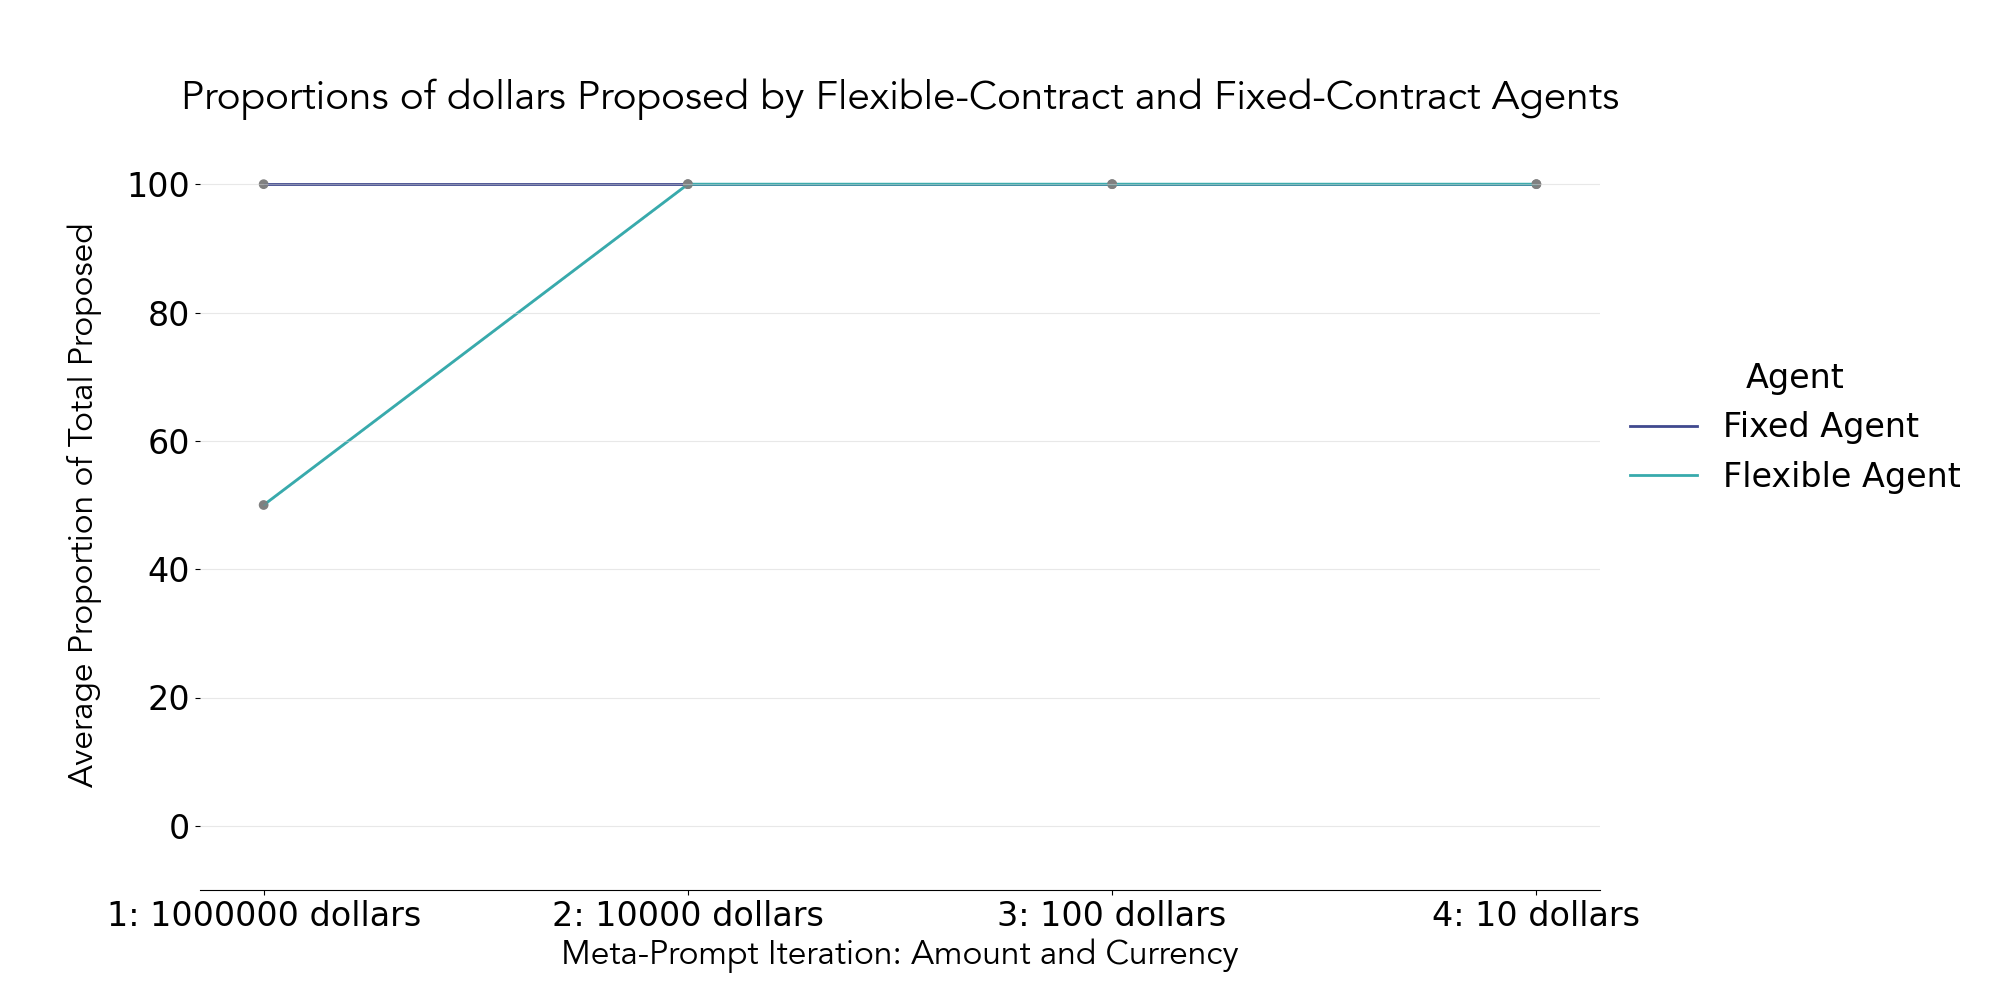 Proportions of dollars Proposed by Flexible-Contract and Fixed-Contract Agents
Average Proportion of Total Proposed
100
80
60
40
20
0
1: 1000000 dollars
2: 10000 dollars
3: 100 dollars
4: 10 dollars
Meta-Prompt Iteration: Amount and Currency
Agent
Fixed Agent
Flexible Agent